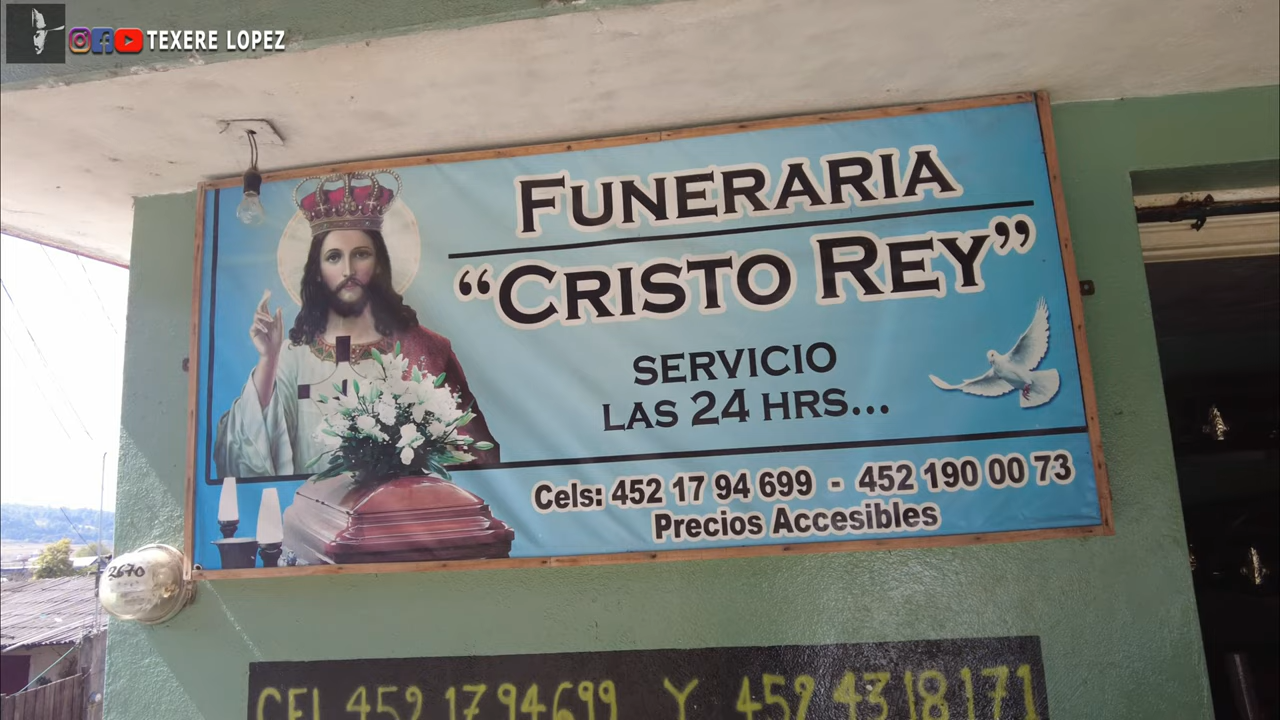 TEXERE LOPEZ
FUNERARIA
“CRISTO REY”
SERVICIO
LAS 24 HRS...
Cels: 452 17 94 699 - 452 190 00 73
Precios Accesibles
2670
CEL 452 17 94 699 Y 452 43 18 171